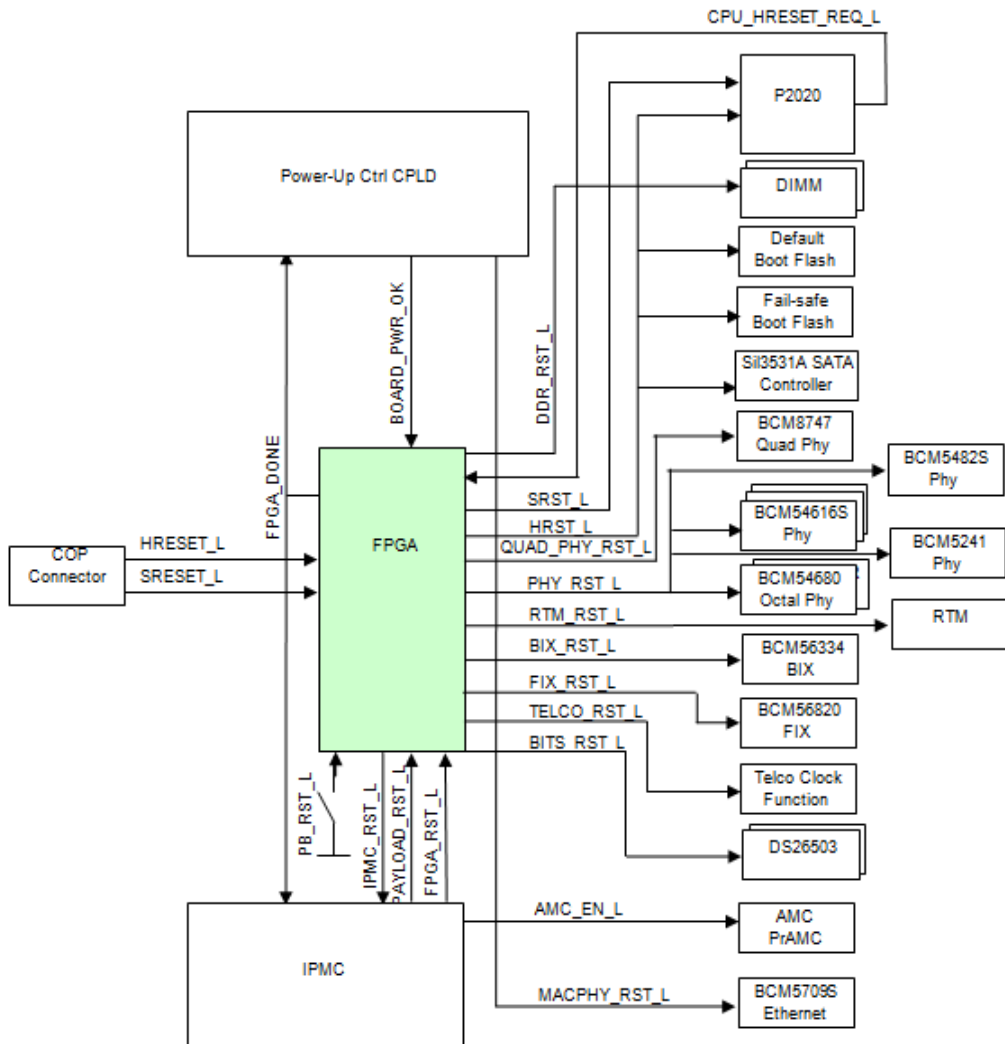 CPU_HRESET_REQ_L
P2020
Power-Up Ctrl CPLD
DIMM
Default
Boot Flash
BOARD_PWR_OK
Fail-safe
Boot Flash
DDR_RST_L
SiI3531A SATA
Controller
BCM8747
Quad Phy
FPGA_DONE
BCM5482S
Phy
SRST_L
BCM54616S
Phy
HRST_L
FPGA
QUAD_PHY_RST_L
BCM5241
Phy
HRESET_L
COP
Connector
SRESET_L
PHY_RST_L
BCM54680
Octal Phy
RTM_RST_L
RTM
BIX_RST_L
BCM56334
BIX
FIX_RST_L
BCM56820
FIX
TELCO_RST_L
BITS_RST_L
Telco Clock
Function
PB_RST_L
IPMC_RST_L
PAYLOAD_RST_L
FPGA_RST_L
DS26503
AMC_EN_L
AMC
PrAMC
IPMC
MACPHY_RST_L
BCM5709S
Ethernet